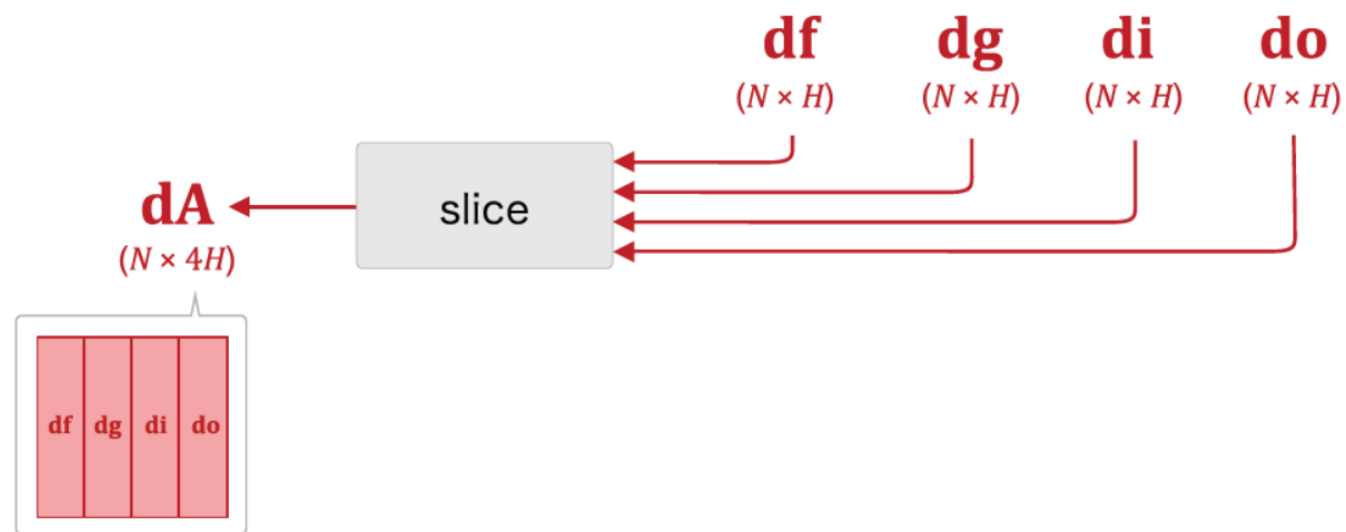 df dg di do
(N × H) (N × H) (N × H) (N × H)
slice
dA
(N × 4H)
df dg di do